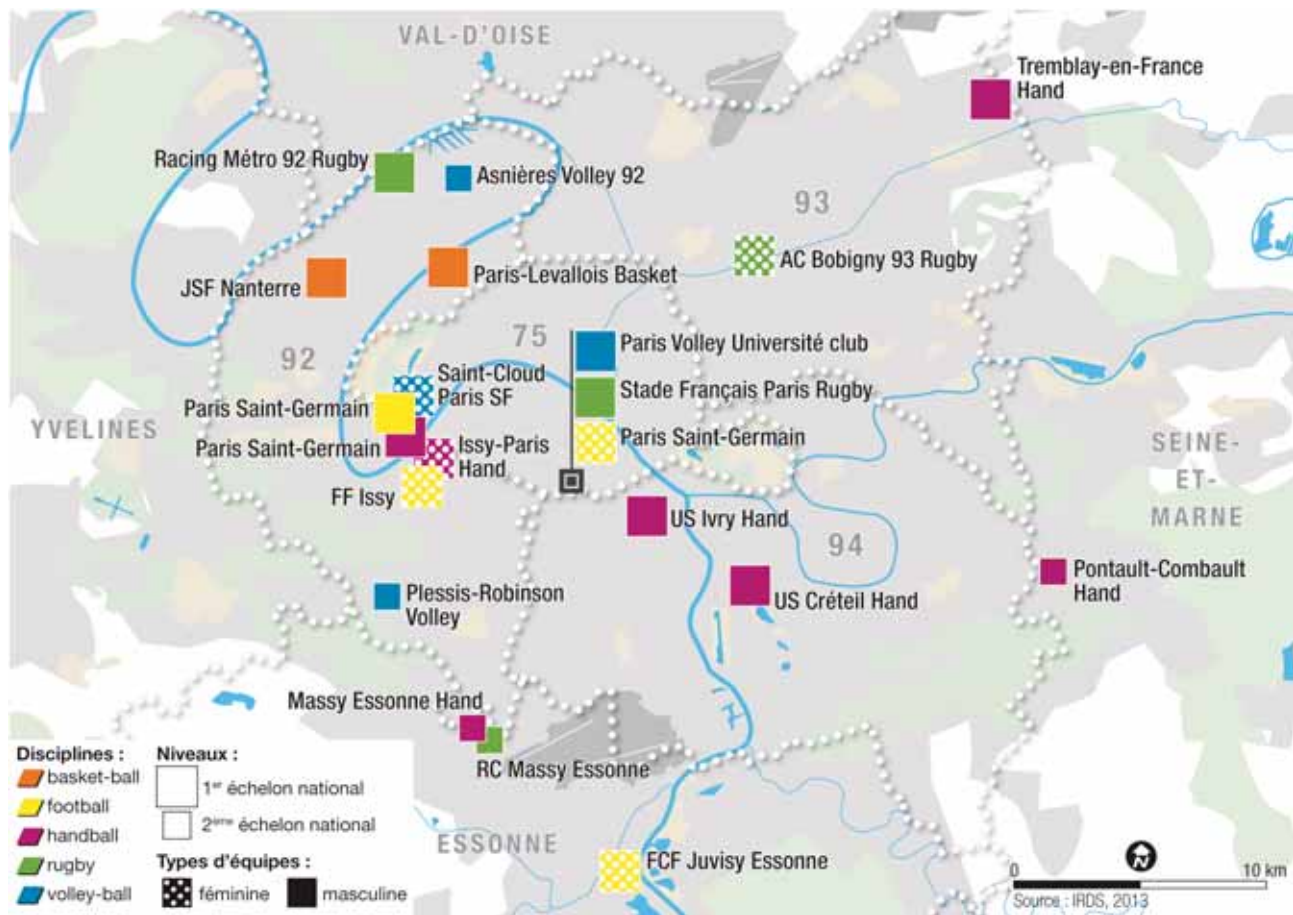 VAL-D'OISE
Tremblay-en-France
Hand
Racing Métro 92 Rugby
Asnières Volley 92
93
JSF Nanterre
Paris-Levallois Basket
AC Bobigny 93 Rugby
75
92
Paris Volley Université club
Saint-Cloud
Paris SF
Stade Français Paris Rugby
Paris Saint-Germain
YVELINES
Paris Saint-Germain
Issy-Paris
Hand
Paris Saint-Germain
SEINE-
ET-
MARNE
FF Issy
US Ivry Hand
94
Plessis-Robinson
Volley
US Créteil Hand
Pontault-Combault
Hand
Massy Essonne Hand
RC Massy Essonne
ESSONNE
FCF Juvisy Essonne
Disciplines :
basket-ball
football
handball
rugby
volley-ball
Niveaux :
1er échelon national
2ème échelon national
Types d'équipes :
féminine
masculine
N
0 10 km
Source : IRDS, 2013